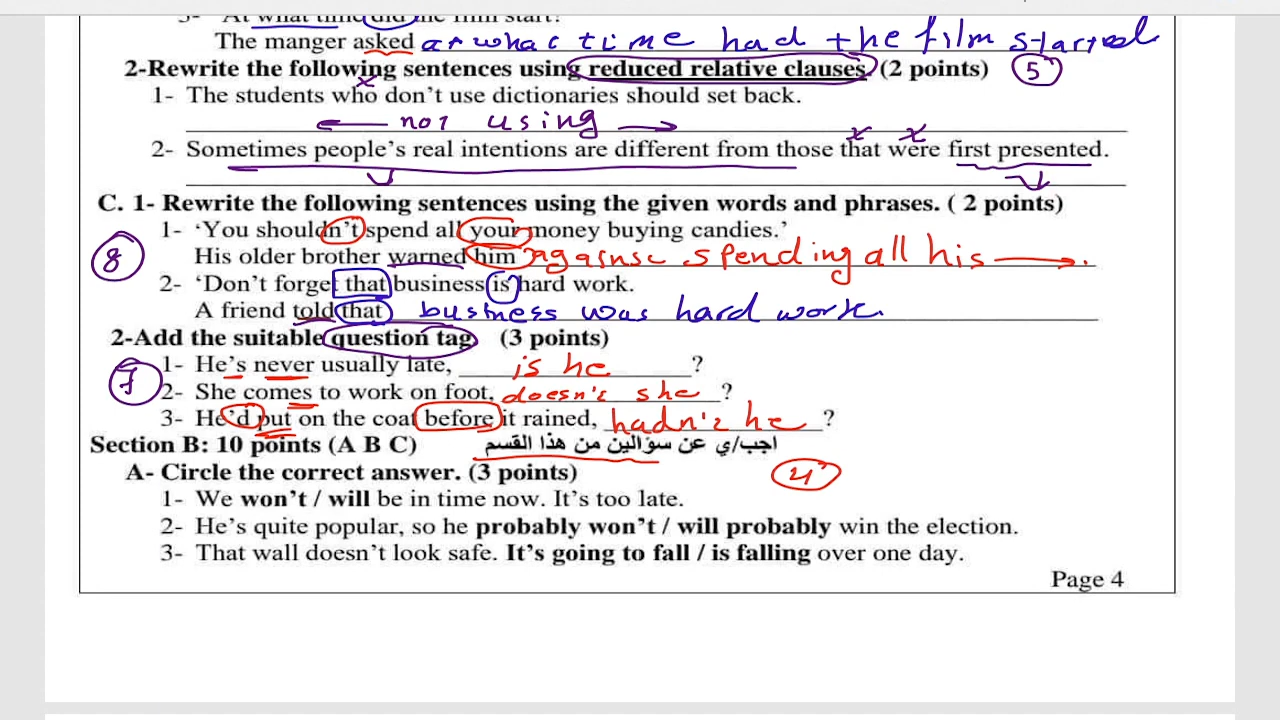 3- At what time did the film start?
The manger asked at what time had the film started
2-Rewrite the following sentences using reduced relative clauses. (2 points) 5
1- The students who don't use dictionaries should set back.
not using
2- Sometimes people's real intentions are different from those that were first presented.
C. 1- Rewrite the following sentences using the given words and phrases. ( 2 points)
8
1- 'You shouldn't spend all your money buying candies.'
His older brother warned him against spending all his
2- 'Don't forget that business is hard work.
A friend told that business was hard work.
2-Add the suitable question tag (3 points)
7
1- He's never usually late, is he ?
2- She comes to work on foot, doesn't she ?
3- He'd put on the coat before it rained, hadn't he ?
Section B: 10 points (A B C) اجب/ي عن سؤالين من هذا القسم
A- Circle the correct answer. (3 points) 4
1- We won't / will be in time now. It's too late.
2- He's quite popular, so he probably won't / will probably win the election.
3- That wall doesn't look safe. It's going to fall / is falling over one day.
Page 4